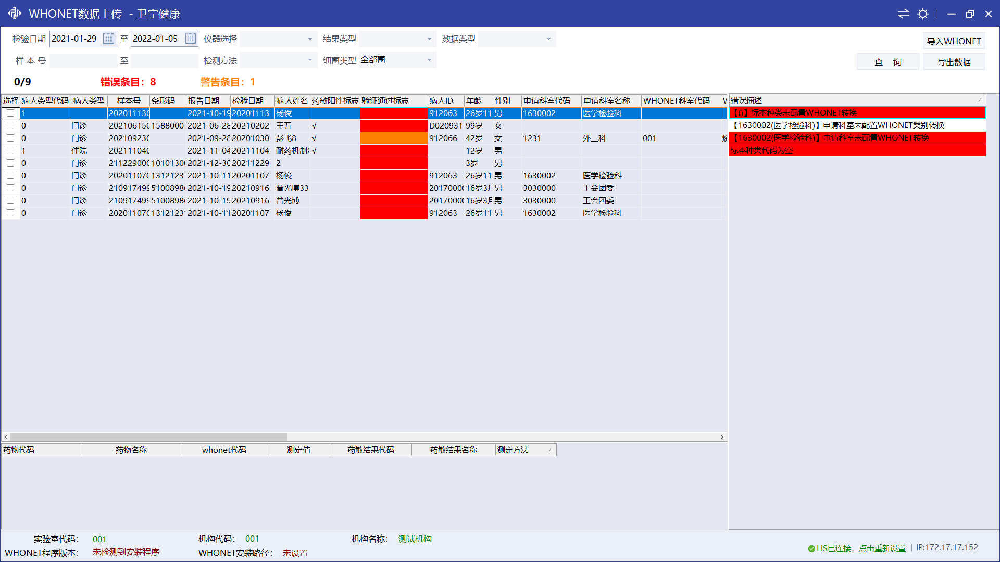 WHONET数据上传 - 卫宁健康
检验日期 2021-01-29 至 2022-01-05 仪器选择 结果类型 数据类型 导入WHONET
样本号 至 检测方法 细菌类型 全部菌 查 询 导出数据
0/9 错误条目：8 警告条目：1
选择 病人类型代码 病人类型 样本号 条形码 报告日期 检验日期 病人姓名 药敏阳性标志 验证通过标志 病人ID 年龄 性别 申请科室代码 申请科室名称 WHONET科室代码
1 202011130 2021-10-19 20201113 杨俊 912063 26岁11 男 1630002 医学检验科
0 门诊 202106150 15880007 2021-06-28 20210202 王五 √ D020931 99岁 女
0 门诊 202109230 2021-09-28 20201030 彭飞8 √ 912066 42岁 女 1231 外三科 001
1 住院 202111040 2021-11-04 20211104 耐药机制 √ 12岁 男
0 门诊 211229000 1010130 2021-12-30 20211229 2 3岁 男
0 门诊 202011070 1312123 2021-10-11 20201107 杨俊 912063 26岁11 男 1630002 医学检验科
0 门诊 210917499 5100898 2021-10-19 20210916 曾光博33 2017000 16岁3月 男 3030000 工会团委
0 门诊 210917499 5100898 2021-10-19 20210916 曾光博 2017000 16岁3月 男 3030000 工会团委
0 门诊 202011070 1312123 2021-10-11 20201107 杨俊 912063 26岁11 男 1630002 医学检验科
错误描述
【()】标本种类未配置WHONET转换
【1630002(医学检验科)】申请科室未配置WHONET类别转换
【1630002(医学检验科)】申请科室未配置WHONET转换
标本种类代码为空
药物代码 药物名称 whonet代码 测定值 药敏结果代码 药敏结果名称 测定方法
实验室代码： 001 机构代码： 001 机构名称： 测试机构
WHONET程序版本： 未检测到安装程序 WHONET安装路径： 未设置
LIS已连接，点击重新设置 IP:172.17.17.152